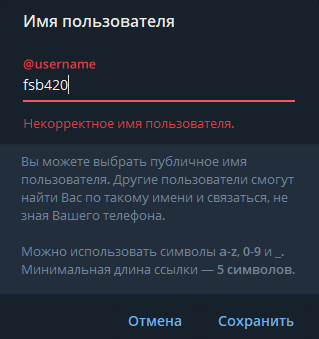 Имя пользователя
@username
fsb420
Некорректное имя пользователя.
Вы можете выбрать публичное имя
пользователя. Другие пользователи смогут
найти Вас по такому имени и связаться, не
зная Вашего телефона.
Можно использовать символы a-z, 0-9 и _.
Минимальная длина ссылки — 5 символов.
Отмена Сохранить